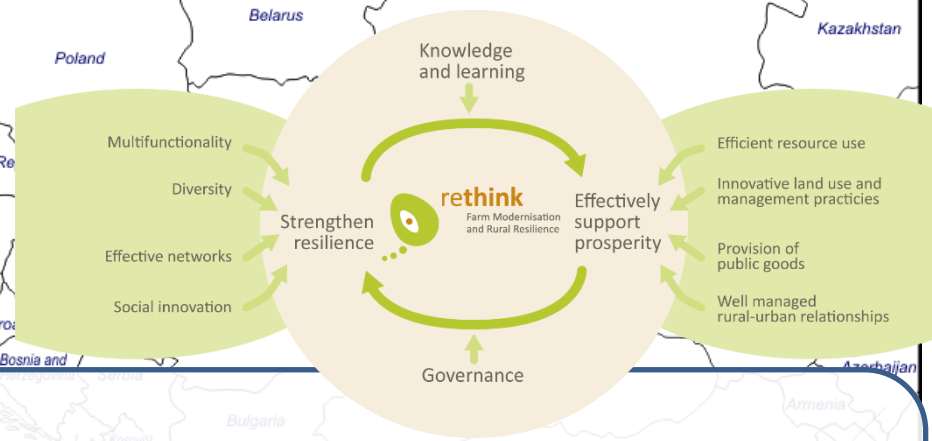 Belarus
Kazakhstan
Poland
Knowledge
and learning
Multifunctionality
Diversity
Effective networks
Social innovation
Strengthen
resilience
rethink
Farm Modernisation
and Rural Resilience
Effectively
support
prosperity
Efficient resource use
Innovative land use and
management practicies
Provision of
public goods
Well managed
rural-urban relationships
Governance
Bosnia and
Herzegovina
Serbia
Azerbaijan
Bulgaria
Armenia
Kosovo